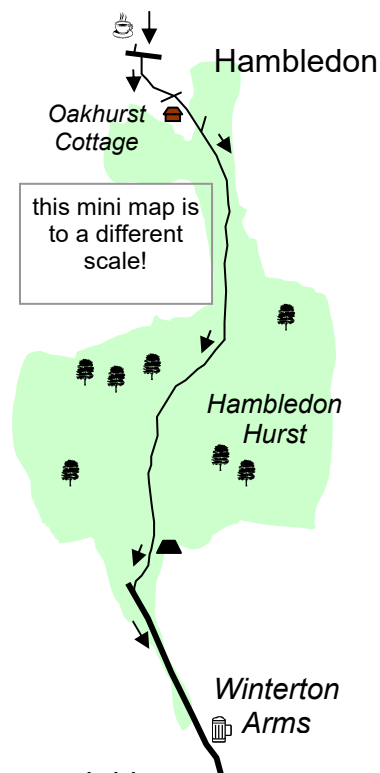 Hambledon
Oakhurst
Cottage
this mini map is
to a different
scale!
Hambledon
Hurst
Winterton
Arms